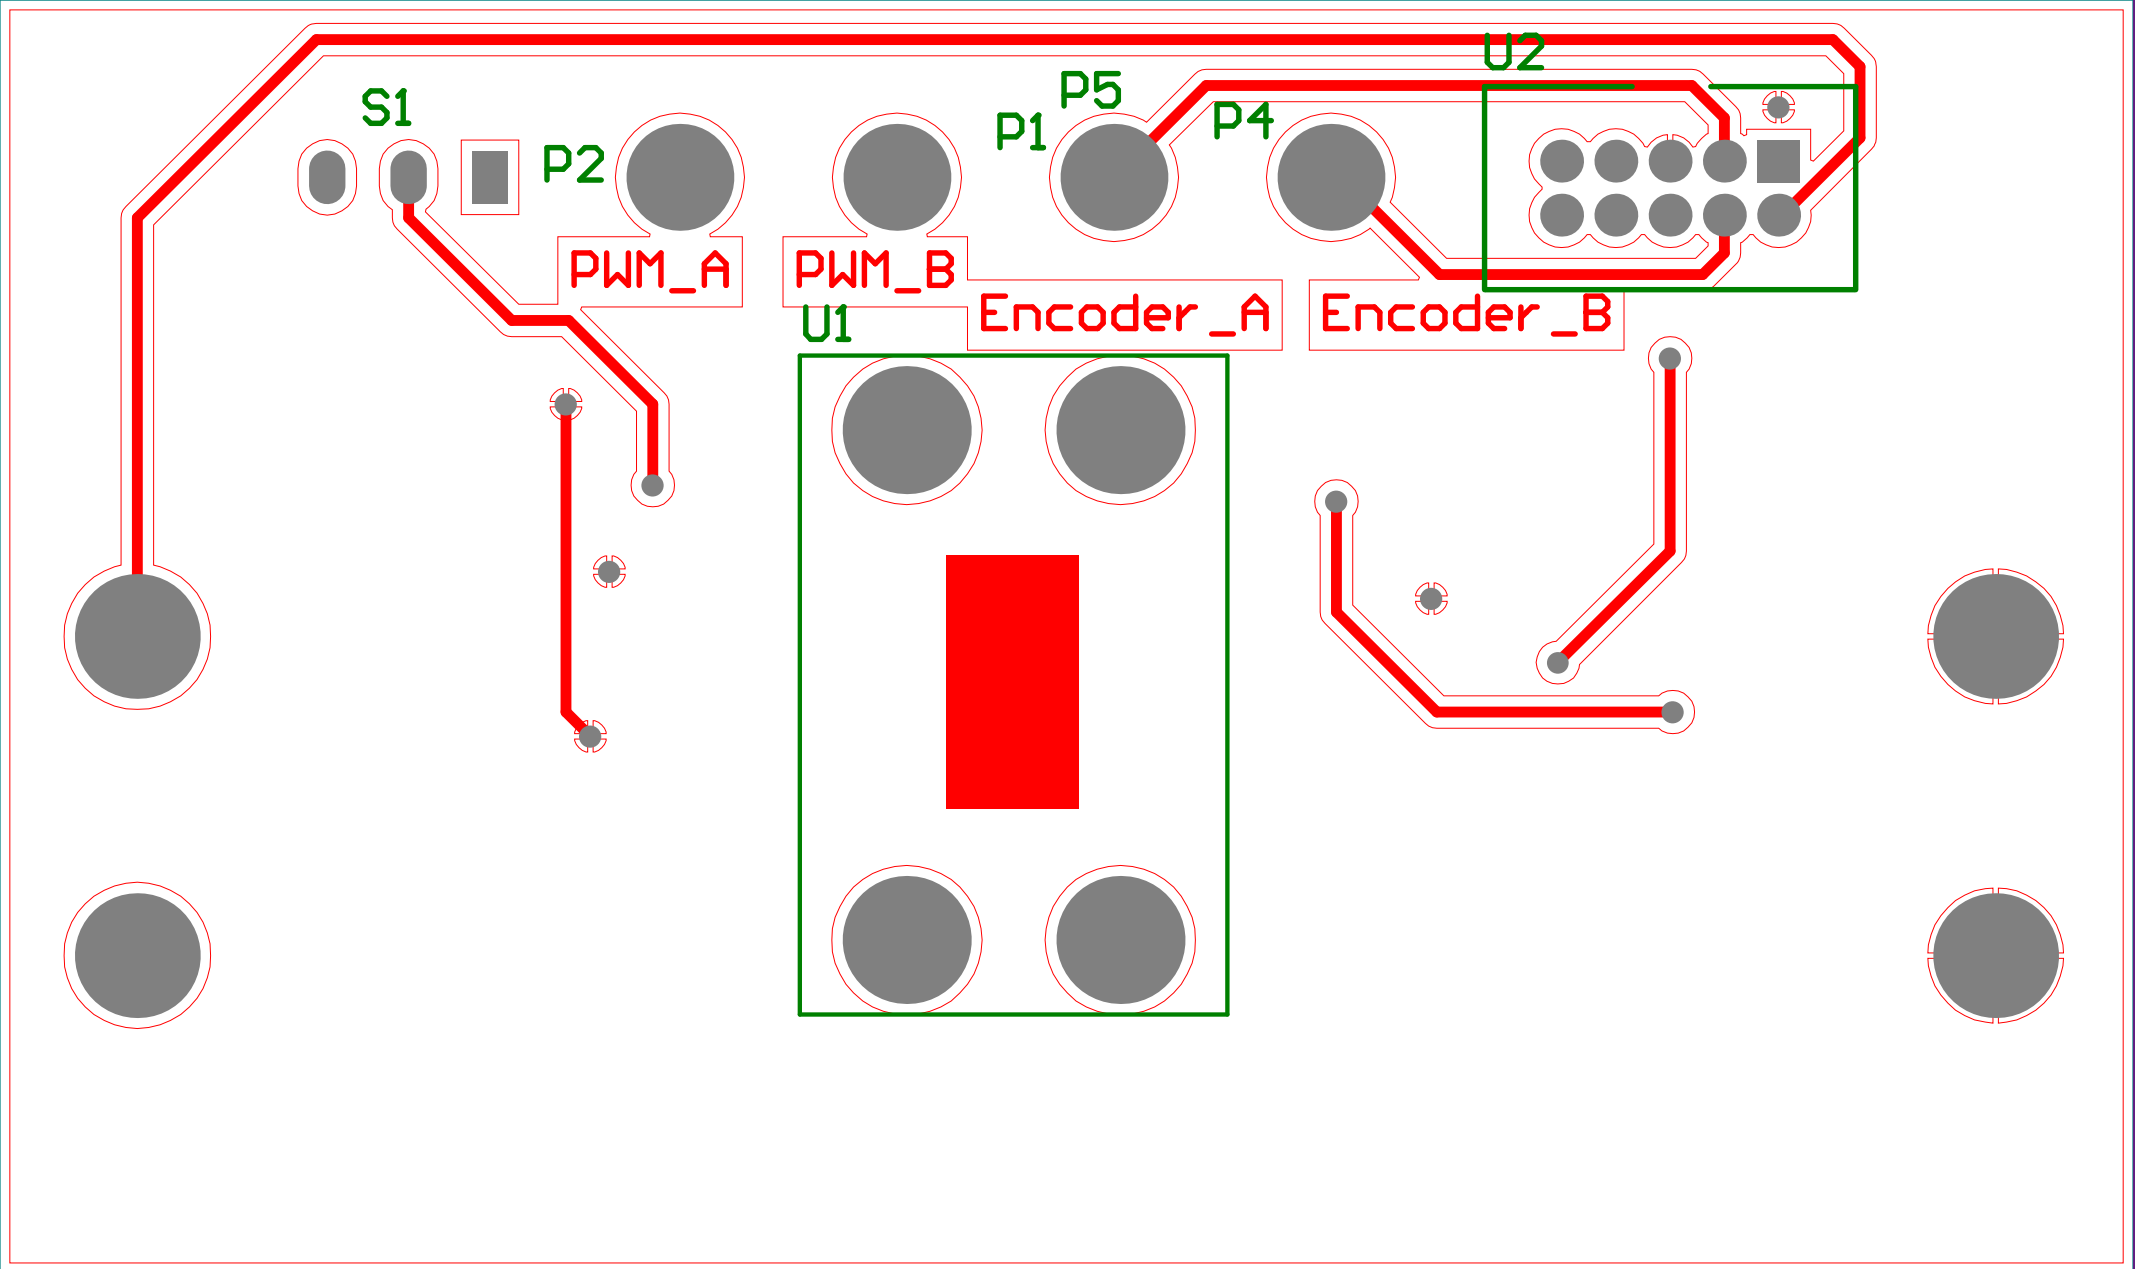 U2
P5
S1
P1
P4
P2
PWM_A
PWM_B
Encoder_A
Encoder_B
U1